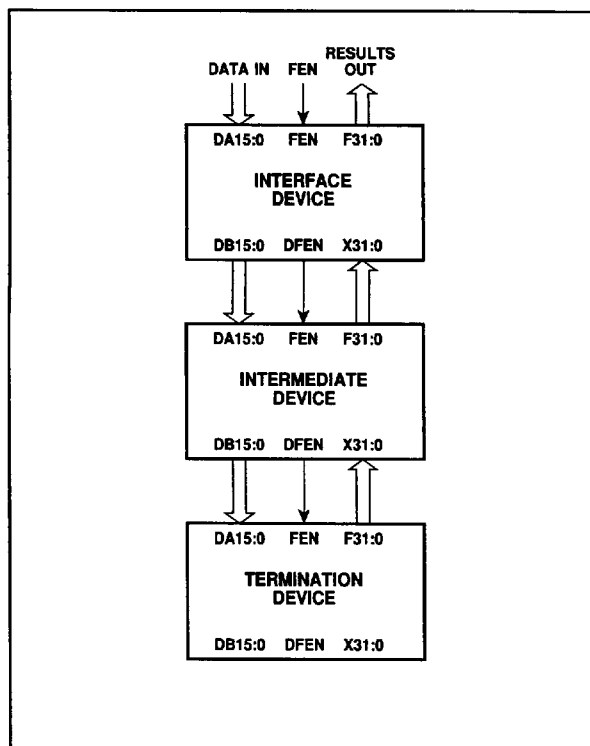 DATA IN FEN RESULTS OUT
DA15:0 FEN F31:0
INTERFACE
DEVICE
DB15:0 DFEN X31:0
DA15:0 FEN F31:0
INTERMEDIATE
DEVICE
DB15:0 DFEN X31:0
DA15:0 FEN F31:0
TERMINATION
DEVICE
DB15:0 DFEN X31:0